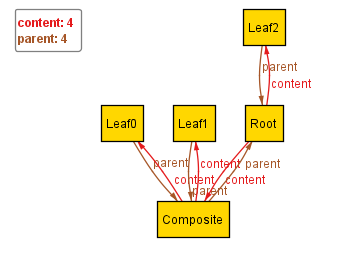 content: 4
parent: 4
Leaf2
parent
content
Leaf0
Leaf1
Root
parent
content
parent
content
content
parent
Composite